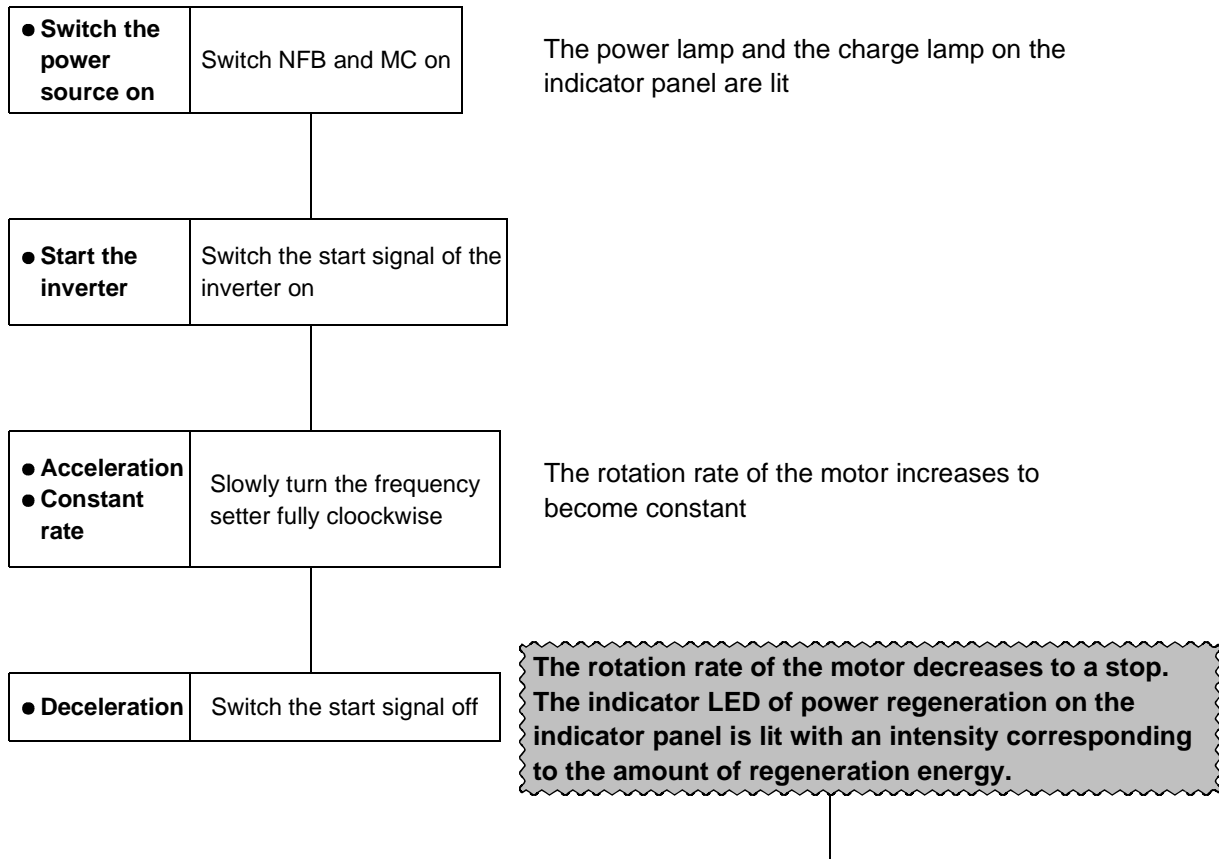 ● Switch the
power
source on
Switch NFB and MC on
The power lamp and the charge lamp on the
indicator panel are lit
● Start the
inverter
Switch the start signal of the
inverter on
● Acceleration
● Constant
rate
Slowly turn the frequency
setter fully cloockwise
The rotation rate of the motor increases to
become constant
● Deceleration
Switch the start signal off
The rotation rate of the motor decreases to a stop.
The indicator LED of power regeneration on the
indicator panel is lit with an intensity corresponding
to the amount of regeneration energy.